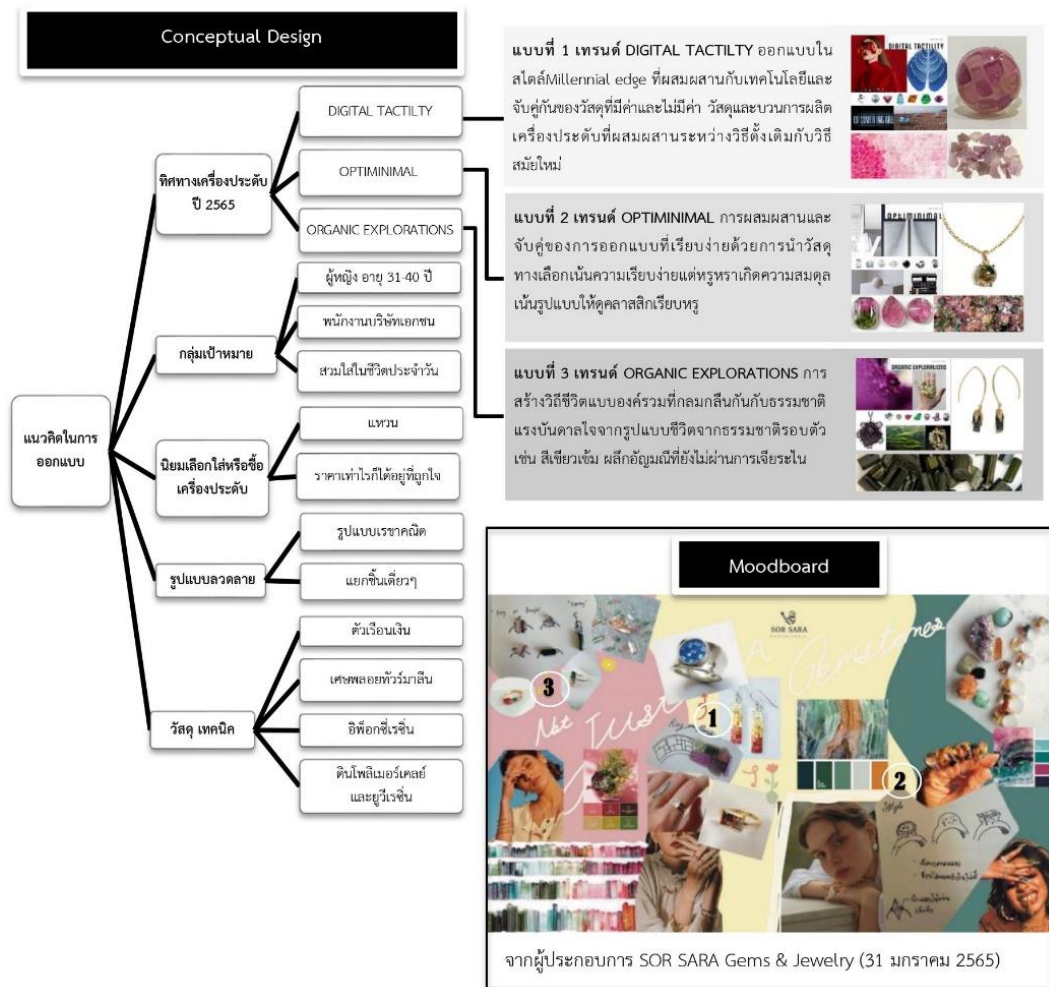 Conceptual Design
แนวคิดในการ
ออกแบบ
ทิศทางเครื่องประดับ
ปี 2565
DIGITAL TACTILTY
OPTIMINIMAL
ORGANIC EXPLORATIONS
กลุ่มเป้าหมาย
ผู้หญิง อายุ 31-40 ปี
พนักงานบริษัทเอกชน
สวมใส่ในชีวิตประจำวัน
นิยมเลือกใส่หรือซื้อ
เครื่องประดับ
แหวน
ราคาเท่าไรก็ได้อยู่ที่ถูกใจ
รูปแบบลวดลาย
รูปแบบเรขาคณิต
แยกชิ้นเดี่ยวๆ
วัสดุ เทคนิค
ตัวเรือนเงิน
เศษพลอยทัวร์มาลีน
อิพ็อกซี่เรซิ่น
ดินโพลิเมอร์เคลย์
และยูวีเรซิ่น
แบบที่ 1 เทรนด์ DIGITAL TACTILTY ออกแบบใน
สไตล์Millennial edge ที่ผสมผสานกับเทคโนโลยีและ
จับคู่กันของวัสดุที่มีค่าและไม่มีค่า วัสดุและบวนการผลิต
เครื่องประดับที่ผสมผสานระหว่างวิธีดั้งเดิมกับวิธี
สมัยใหม่
DIGITAL TACTILITY
แบบที่ 2 เทรนด์ OPTIMINIMAL การผสมผสานและ
จับคู่ของการออกแบบที่เรียบง่ายด้วยการนำวัสดุ
ทางเลือกเน้นความเรียบง่ายแต่หรูหราเกิดความสมดุล
เน้นรูปแบบให้ดูคลาสสิกเรียบหรู
OPTIMINIMAL
แบบที่ 3 เทรนด์ ORGANIC EXPLORATIONS การ
สร้างวิถีชีวิตแบบองค์รวมที่กลมกลืนกันกับธรรมชาติ
แรงบันดาลใจจากรูปแบบชีวิตจากธรรมชาติรอบตัว
เช่น สีเขียวเข้ม ผลึกอัญมณีที่ยังไม่ผ่านการเจียระไน
ORGANIC EXPLORATIONS
Moodboard
SOR SARA
Not Just A Gemstones
3
1
2
จากผู้ประกอบการ SOR SARA Gems & Jewelry (31 มกราคม 2565)